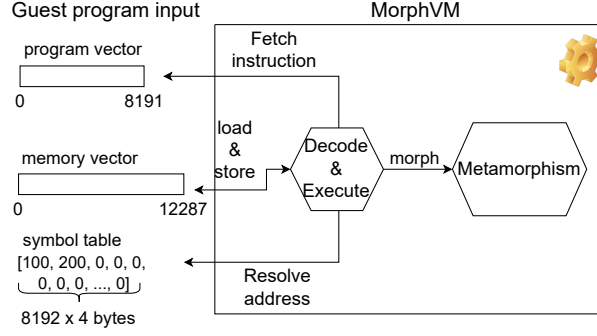 Guest program input
MorphVM
program vector
0
8191
Fetch
instruction
memory vector
0
12287
load
&
store
Decode
&
Execute
morph
Metamorphism
symbol table
[100, 200, 0, 0, 0,
0, 0, 0, ..., 0]
8192 x 4 bytes
Resolve
address